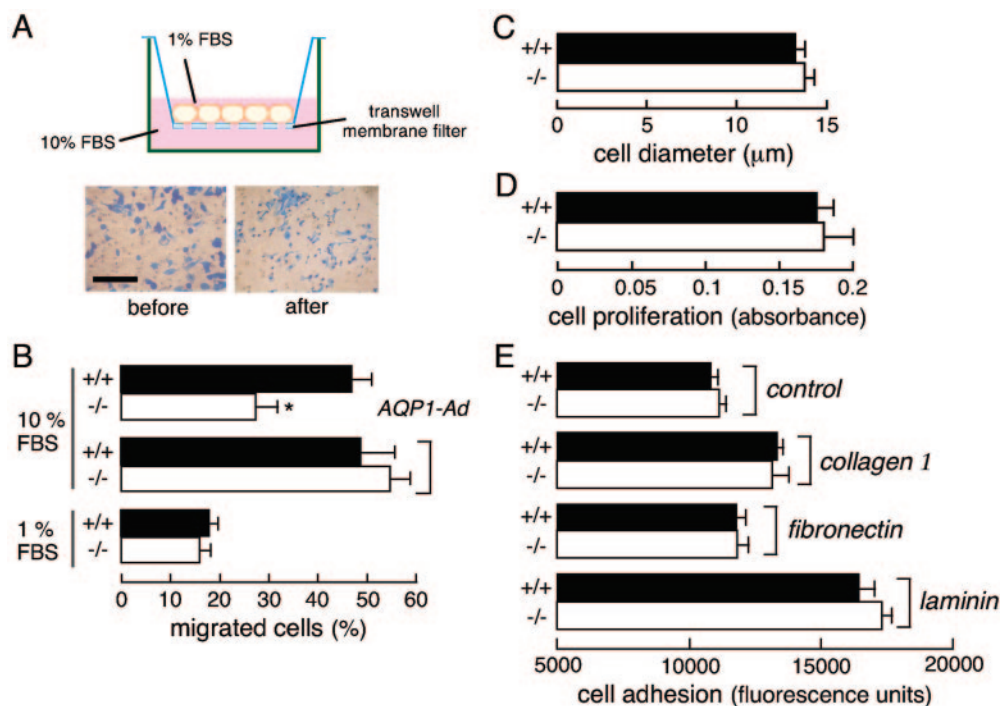 A
1% FBS
10% FBS
transwell
membrane filter
before
after
B
10 %
FBS
+/+
-/-
*
AQP1-Ad
+/+
-/-
1 %
FBS
+/+
-/-
0 10 20 30 40 50 60
migrated cells (%)
C
+/+
-/-
0 5 10 15
cell diameter (μm)
D
+/+
-/-
0 0.05 0.1 0.15 0.2
cell proliferation (absorbance)
E
+/+
-/-
control
+/+
-/-
collagen 1
+/+
-/-
fibronectin
+/+
-/-
laminin
5000 10000 15000 20000
cell adhesion (fluorescence units)